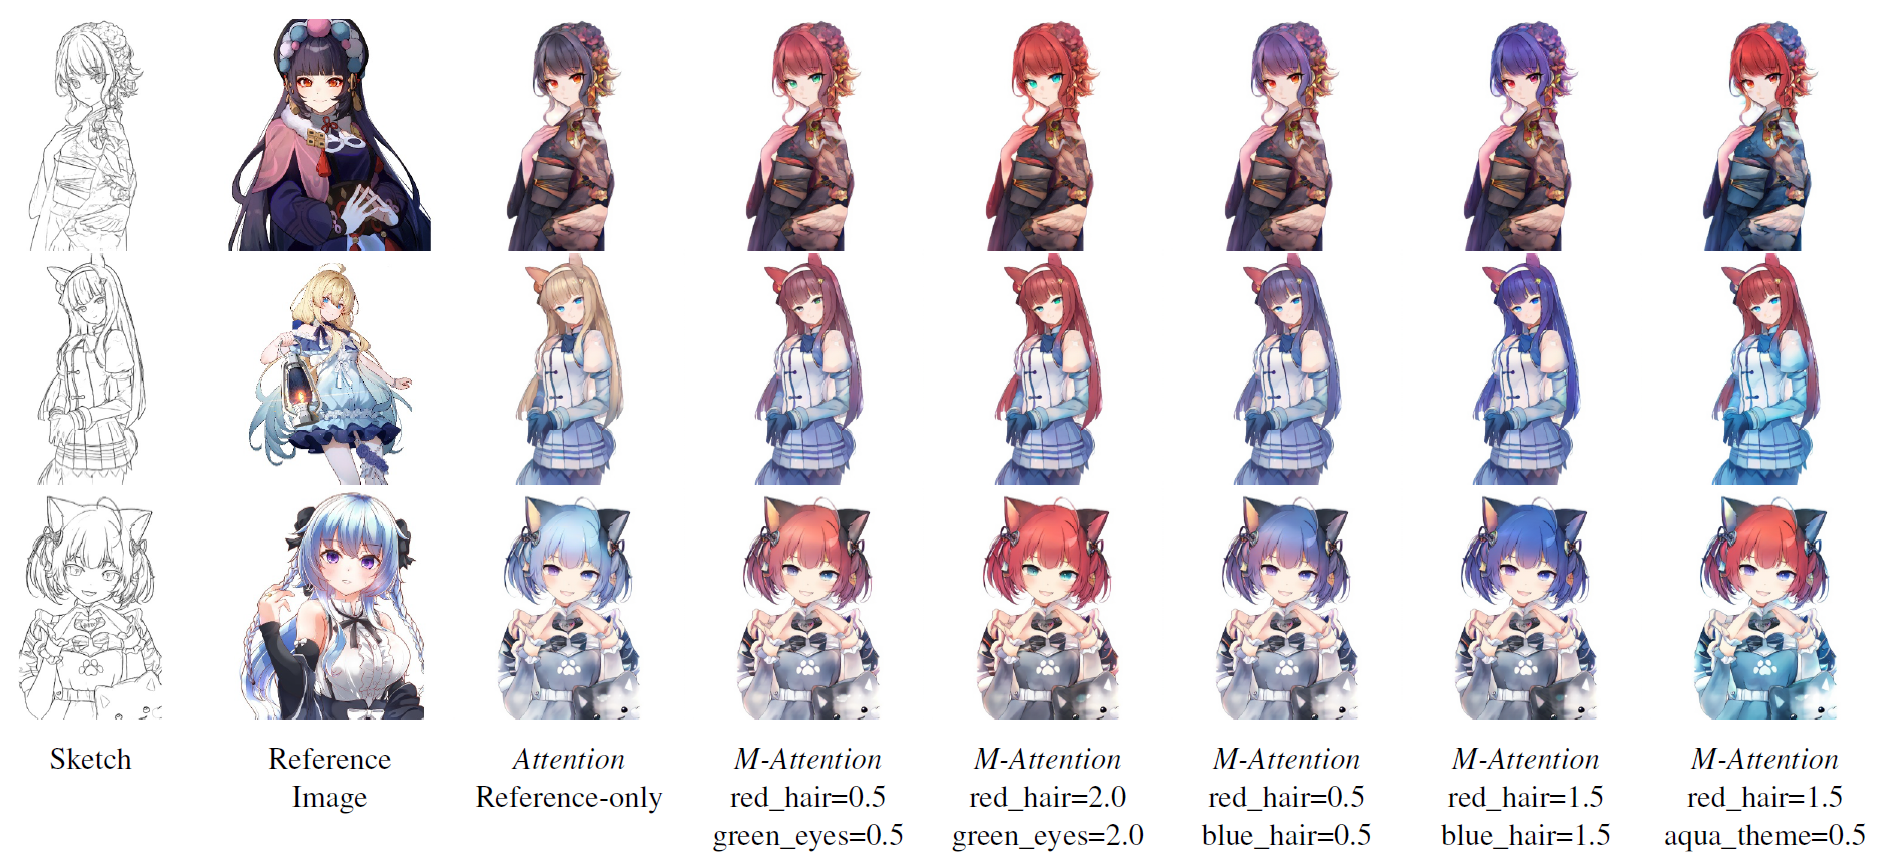 Sketch
Reference
Image
Attention
Reference-only
M-Attention
red_hair=0.5
green_eyes=0.5
M-Attention
red_hair=2.0
green_eyes=2.0
M-Attention
red_hair=0.5
blue_hair=0.5
M-Attention
red_hair=1.5
blue_hair=1.5
M-Attention
red_hair=1.5
aqua_theme=0.5